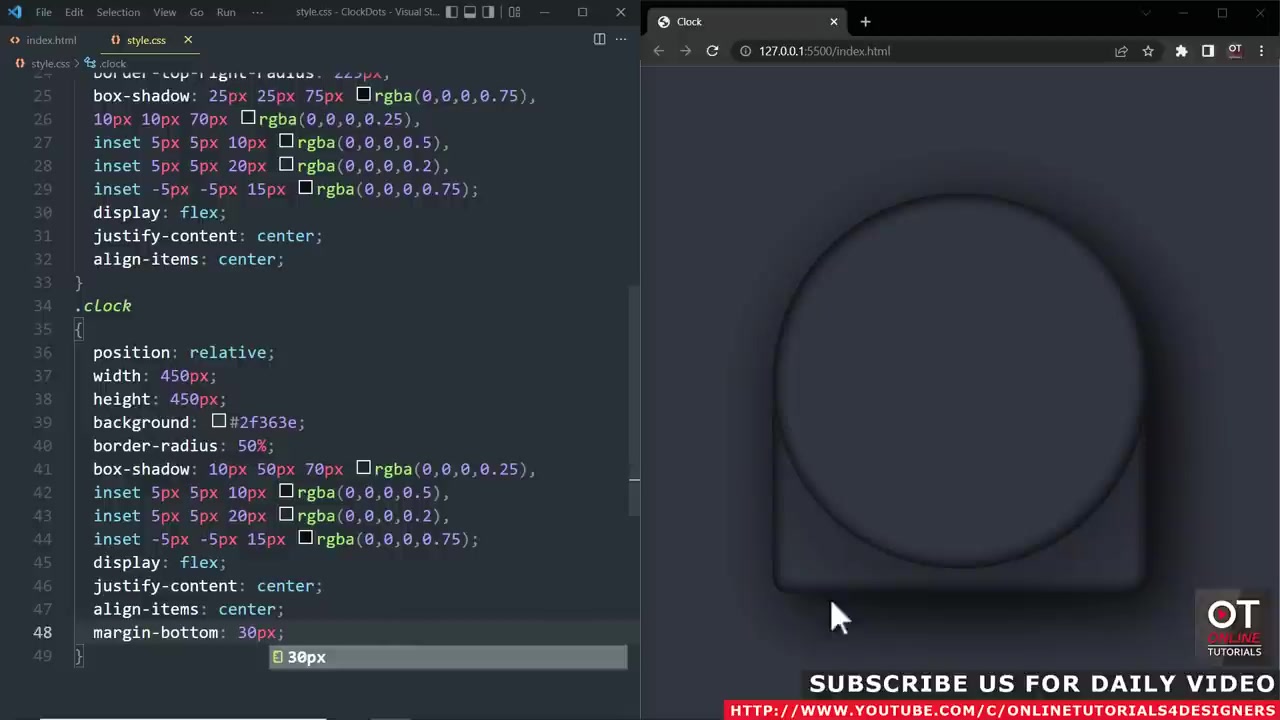 File Edit Selection View Go Run ··· style.css - ClockDots - Visual St...
index.html style.css
style.css > .clock
24 border-top-right-radius: 225px;
25 box-shadow: 25px 25px 75px rgba(0,0,0,0.75),
26 10px 10px 70px rgba(0,0,0,0.25),
27 inset 5px 5px 10px rgba(0,0,0,0.5),
28 inset 5px 5px 20px rgba(0,0,0,0.2),
29 inset -5px -5px 15px rgba(0,0,0,0.75);
30 display: flex;
31 justify-content: center;
32 align-items: center;
33 }
34 .clock
35 {
36 position: relative;
37 width: 450px;
38 height: 450px;
39 background: #2f363e;
40 border-radius: 50%;
41 box-shadow: 10px 50px 70px rgba(0,0,0,0.25),
42 inset 5px 5px 10px rgba(0,0,0,0.5),
43 inset 5px 5px 20px rgba(0,0,0,0.2),
44 inset -5px -5px 15px rgba(0,0,0,0.75);
45 display: flex;
46 justify-content: center;
47 align-items: center;
48 margin-bottom: 30px;
49 }
30px
Clock
127.0.0.1:5500/index.html
OT
OT
ONLINE
TUTORIALS
SUBSCRIBE US FOR DAILY VIDEO
HTTP://WWW.YOUTUBE.COM/C/ONLINETUTORIALS4DESIGNERS